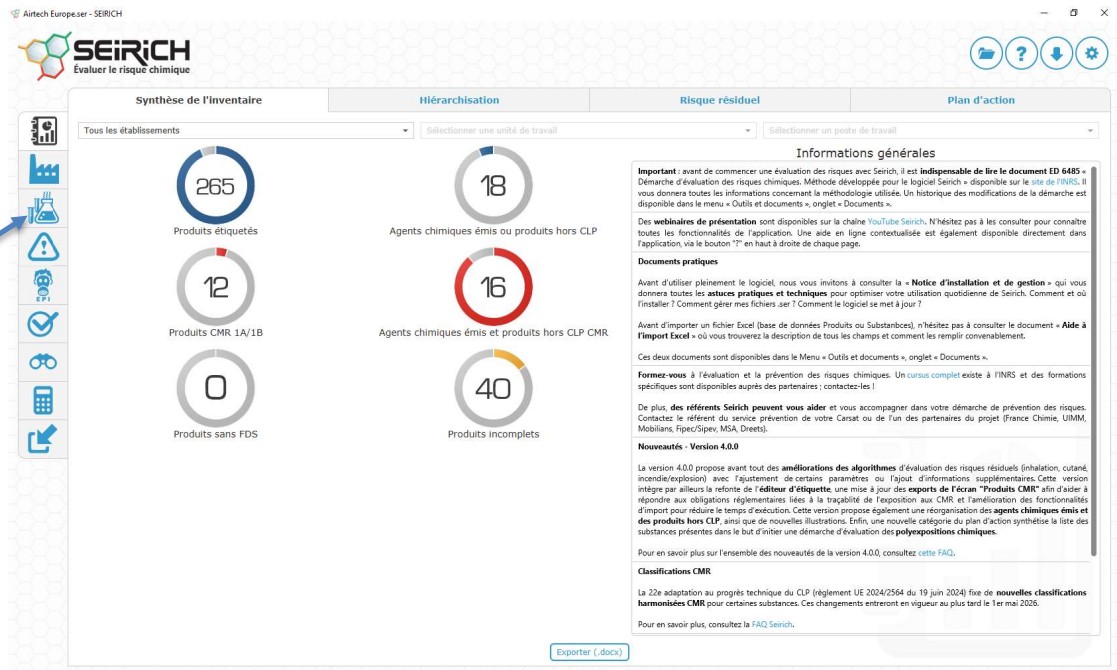 Airtech Europe.ser - SEIRICH
SEIRICH
Évaluer le risque chimique
?
Synthèse de l'inventaire
Hiérarchisation
Risque résiduel
Plan d'action
Tous les établissements
Sélectionner une unité de travail
Sélectionner un poste de travail
265
Produits étiquetés
18
Agents chimiques émis ou produits hors CLP
12
Produits CMR 1A/1B
16
Agents chimiques émis et produits hors CLP CMR
0
Produits sans FDS
40
Produits incomplets
EPI
Informations générales
Important : avant de commencer une évaluation des risques avec Seirich, il est indispensable de lire le document ED 6485 «
Démarche d'évaluation des risques chimiques. Méthode développée pour le logiciel Seirich » disponible sur le site de l'INRS. Il
vous donnera toutes les informations concernant la méthodologie utilisée. Un historique des modifications de la démarche est
disponible dans le menu « Outils et documents », onglet « Documents ».
Des webinaires de présentation sont disponibles sur la chaîne YouTube Seirich. N'hésitez pas à les consulter pour connaître
toutes les fonctionnalités de l'application. Une aide en ligne contextualisée est également disponible directement dans
l'application, via le bouton "?" en haut à droite de chaque page.
Documents pratiques
Avant d'utiliser pleinement le logiciel, nous vous invitons à consulter la « Notice d'installation et de gestion » qui vous
donnera toutes les astuces pratiques et techniques pour optimiser votre utilisation quotidienne de Seirich. Comment et où
l'installer ? Comment gérer mes fichiers .ser ? Comment le logiciel se met à jour ?
Avant d'importer un fichier Excel (base de données Produits ou Substanbces), n'hésitez pas à consulter le document « Aide à
l'import Excel » où vous trouverez la description de tous les champs et comment les remplir convenablement.
Ces deux documents sont disponibles dans le Menu « Outils et documents », onglet « Documents ».
Formez-vous à l'évaluation et la prévention des risques chimiques. Un cursus complet existe à l'INRS et des formations
spécifiques sont disponibles auprès des partenaires ; contactez-les !
De plus, des référents Seirich peuvent vous aider et vous accompagner dans votre démarche de prévention des risques.
Contactez le référent du service prévention de votre Carsat ou de l'un des partenaires du projet (France Chimie, UIMM,
Mobilians, Fipec/Sipev, MSA, Dreets).
Nouveautés - Version 4.0.0
La version 4.0.0 propose avant tout des améliorations des algorithmes d'évaluation des risques résiduels (inhalation, cutané,
incendie/explosion) avec l'ajustement de certains paramètres ou l'ajout d'informations supplémentaires. Cette version
intègre par ailleurs la refonte de l'éditeur d'étiquette, une mise à jour des exports de l'écran "Produits CMR" afin d'aider à
répondre aux obligations réglementaires liées à la traçabilité de l'exposition aux CMR et l'amélioration des fonctionnalités
d'import pour réduire le temps d'exécution. Cette version propose également une réorganisation des agents chimiques émis et
des produits hors CLP, ainsi que de nouvelles illustrations. Enfin, une nouvelle catégorie du plan d'action synthétise la liste des
substances présentes dans le but d'initier une démarche d'évaluation des polyexpositions chimiques.
Pour en savoir plus sur l'ensemble des nouveautés de la version 4.0.0, consultez cette FAQ.
Classifications CMR
La 22e adaptation au progrès technique du CLP (règlement UE 2024/2564 du 19 juin 2024) fixe de nouvelles classifications
harmonisées CMR pour certaines substances. Ces changements entreront en vigueur au plus tard le 1er mai 2026.
Pour en savoir plus, consultez la FAQ Seirich.
Exporter (.docx)